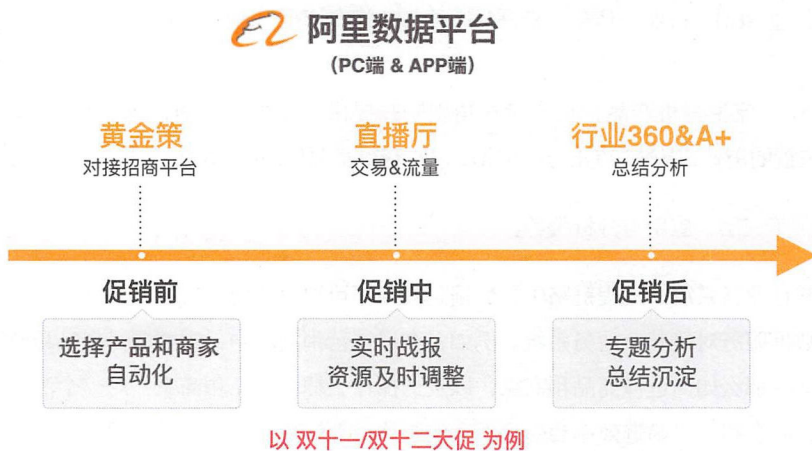 阿里数据平台
(PC端 & APP端)
黄金策
对接招商平台
直播厅
交易&流量
行业360&A+
总结分析
促销前
促销中
促销后
选择产品和商家
自动化
实时战报
资源及时调整
专题分析
总结沉淀
以 双十一/双十二大促 为例